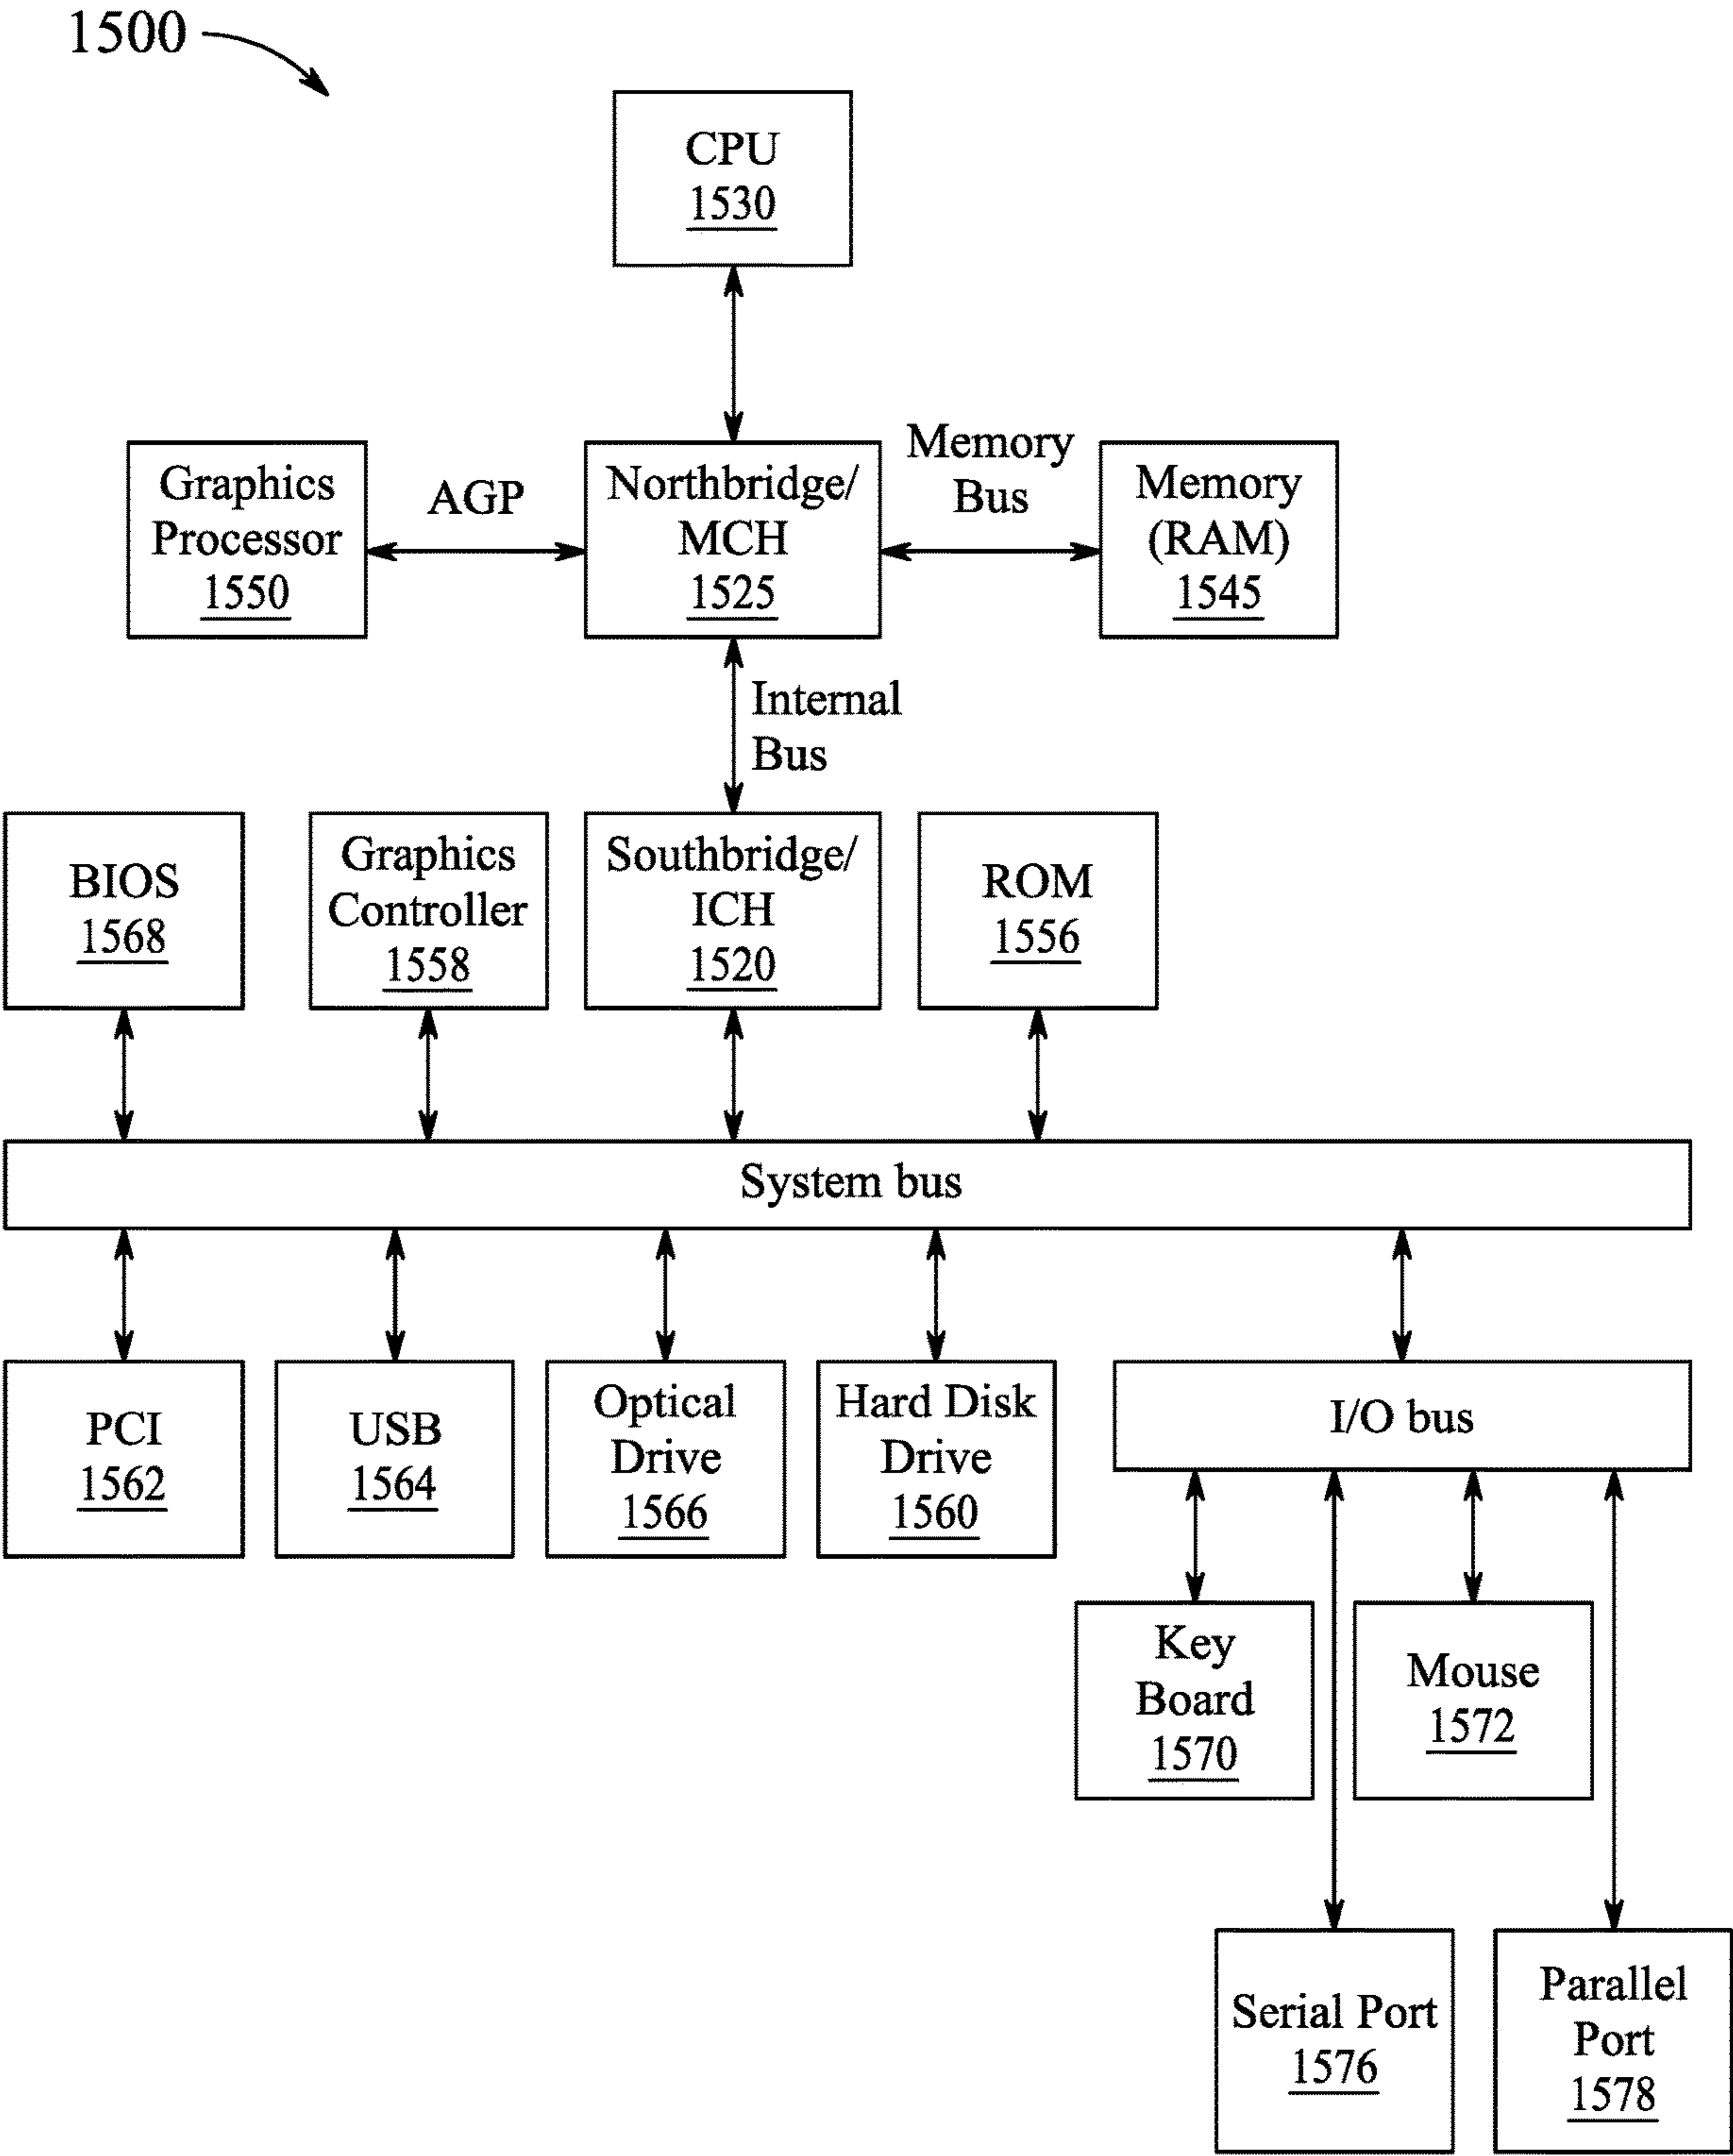 1500
CPU
1530
Graphics
Processor
1550
AGP
Northbridge/
MCH
1525
Memory
Bus
Memory
(RAM)
1545
Internal
Bus
BIOS
1568
Graphics
Controller
1558
Southbridge/
ICH
1520
ROM
1556
System bus
PCI
1562
USB
1564
Optical
Drive
1566
Hard Disk
Drive
1560
I/O bus
Key
Board
1570
Mouse
1572
Serial Port
1576
Parallel
Port
1578